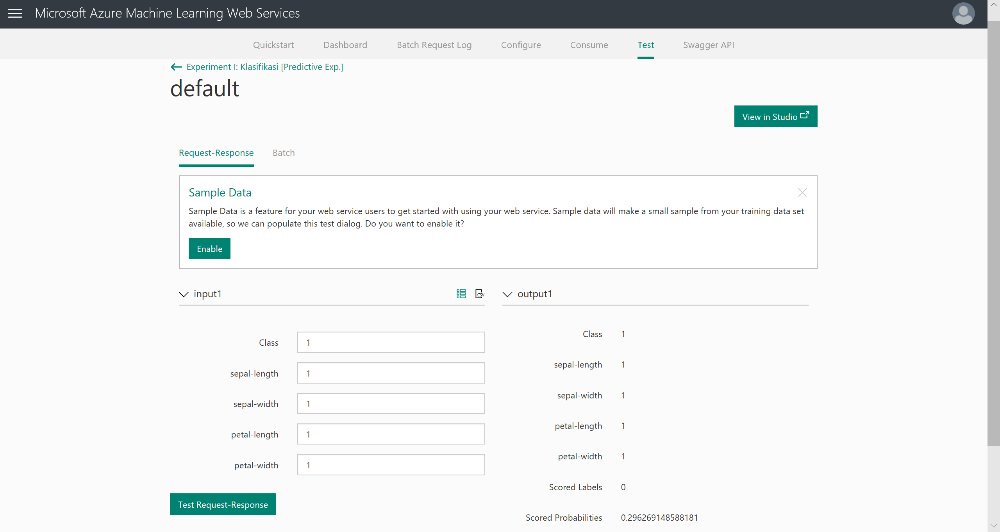 Microsoft Azure Machine Learning Web Services
Quickstart Dashboard Batch Request Log Configure Consume Test Swagger API
Experiment I: Klasifikasi [Predictive Exp.]
default
View in Studio
Request-Response Batch
Sample Data
Sample Data is a feature for your web service users to get started with using your web service. Sample data will make a small sample from your training data set
available, so we can populate this test dialog. Do you want to enable it?
Enable
input1
CSV
Class 1
sepal-length 1
sepal-width 1
petal-length 1
petal-width 1
Test Request-Response
output1
Class 1
sepal-length 1
sepal-width 1
petal-length 1
petal-width 1
Scored Labels 0
Scored Probabilities 0.296269148588181